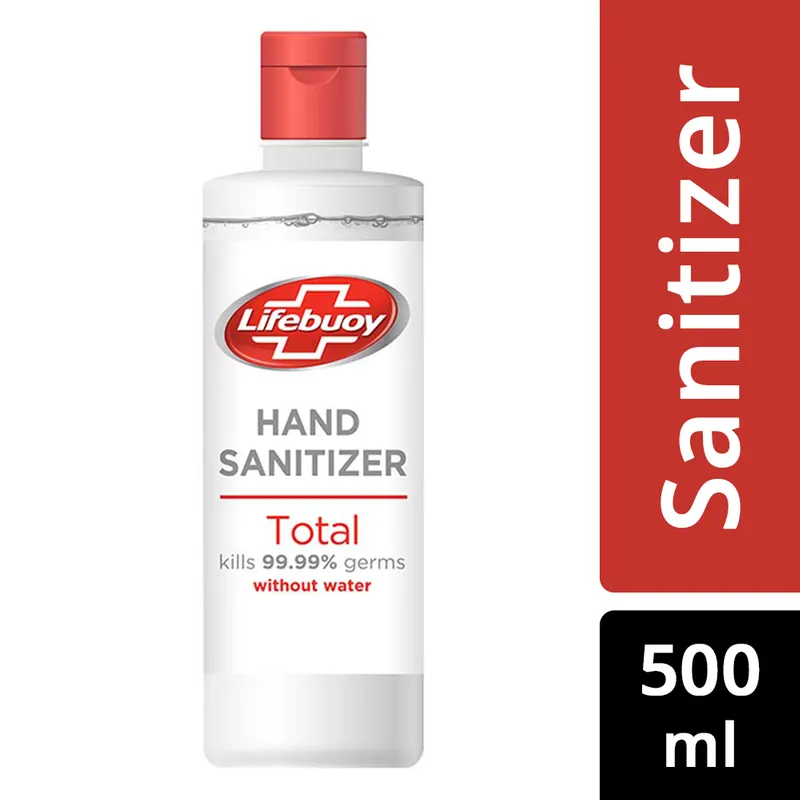 Lifebuoy
HAND
SANITIZER
Total
kills 99.99% germs
without water
Sanitizer
500
ml